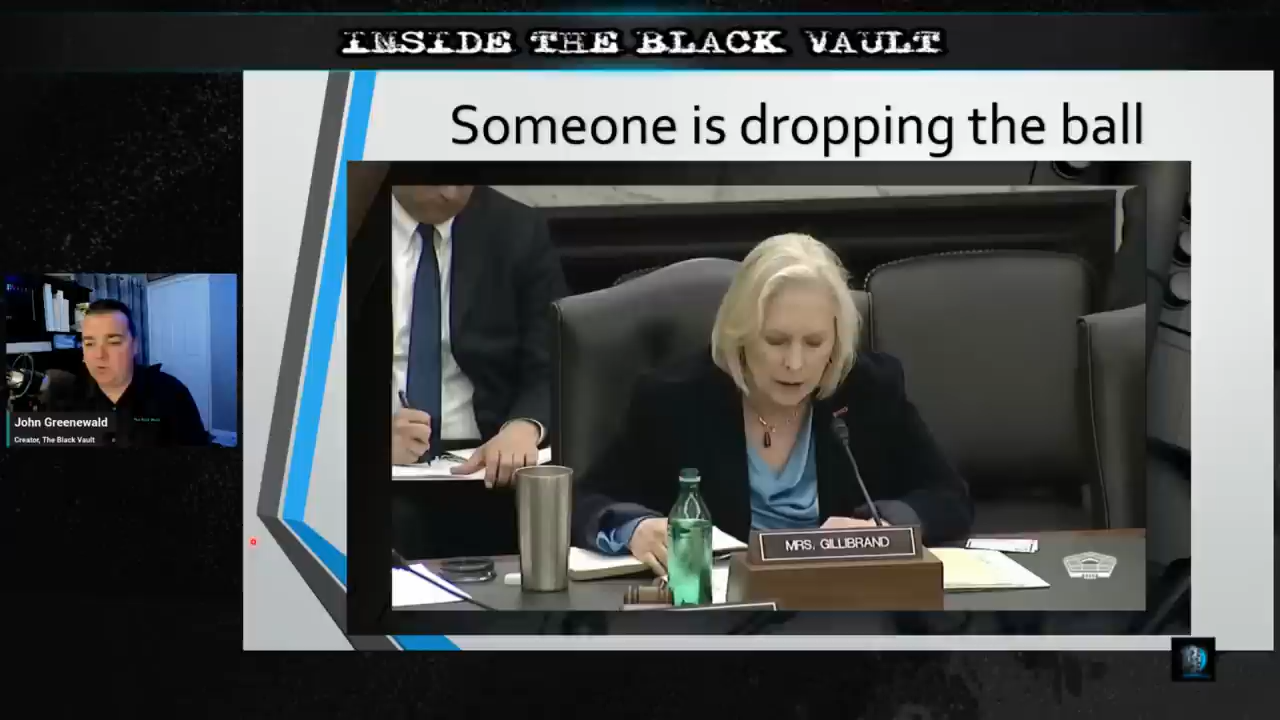 INSIDE THE BLACK VAULT
Someone is dropping the ball
John Greenewald
Creator, The Black Vault
MRS. GILLIBRAND